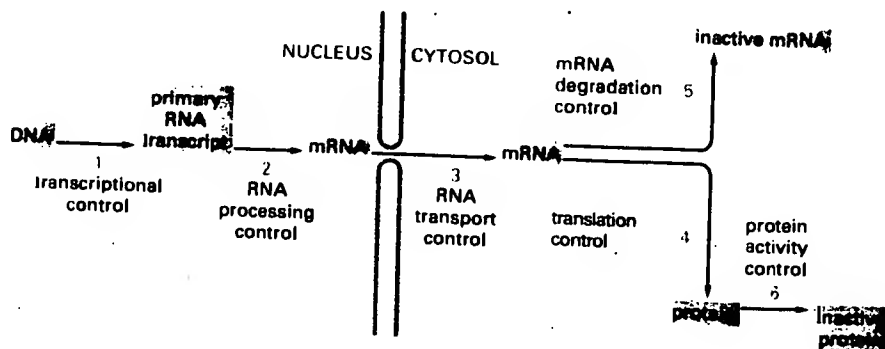 NUCLEUS
CYTOSOL
DNA
primary
RNA
transcript
mRNA
mRNA
inactive mRNA
1
transcriptional
control
2
RNA
processing
control
3
RNA
transport
control
mRNA
degradation
control
5
translation
control
4
protein
activity
control
6
protein
inactive
protein